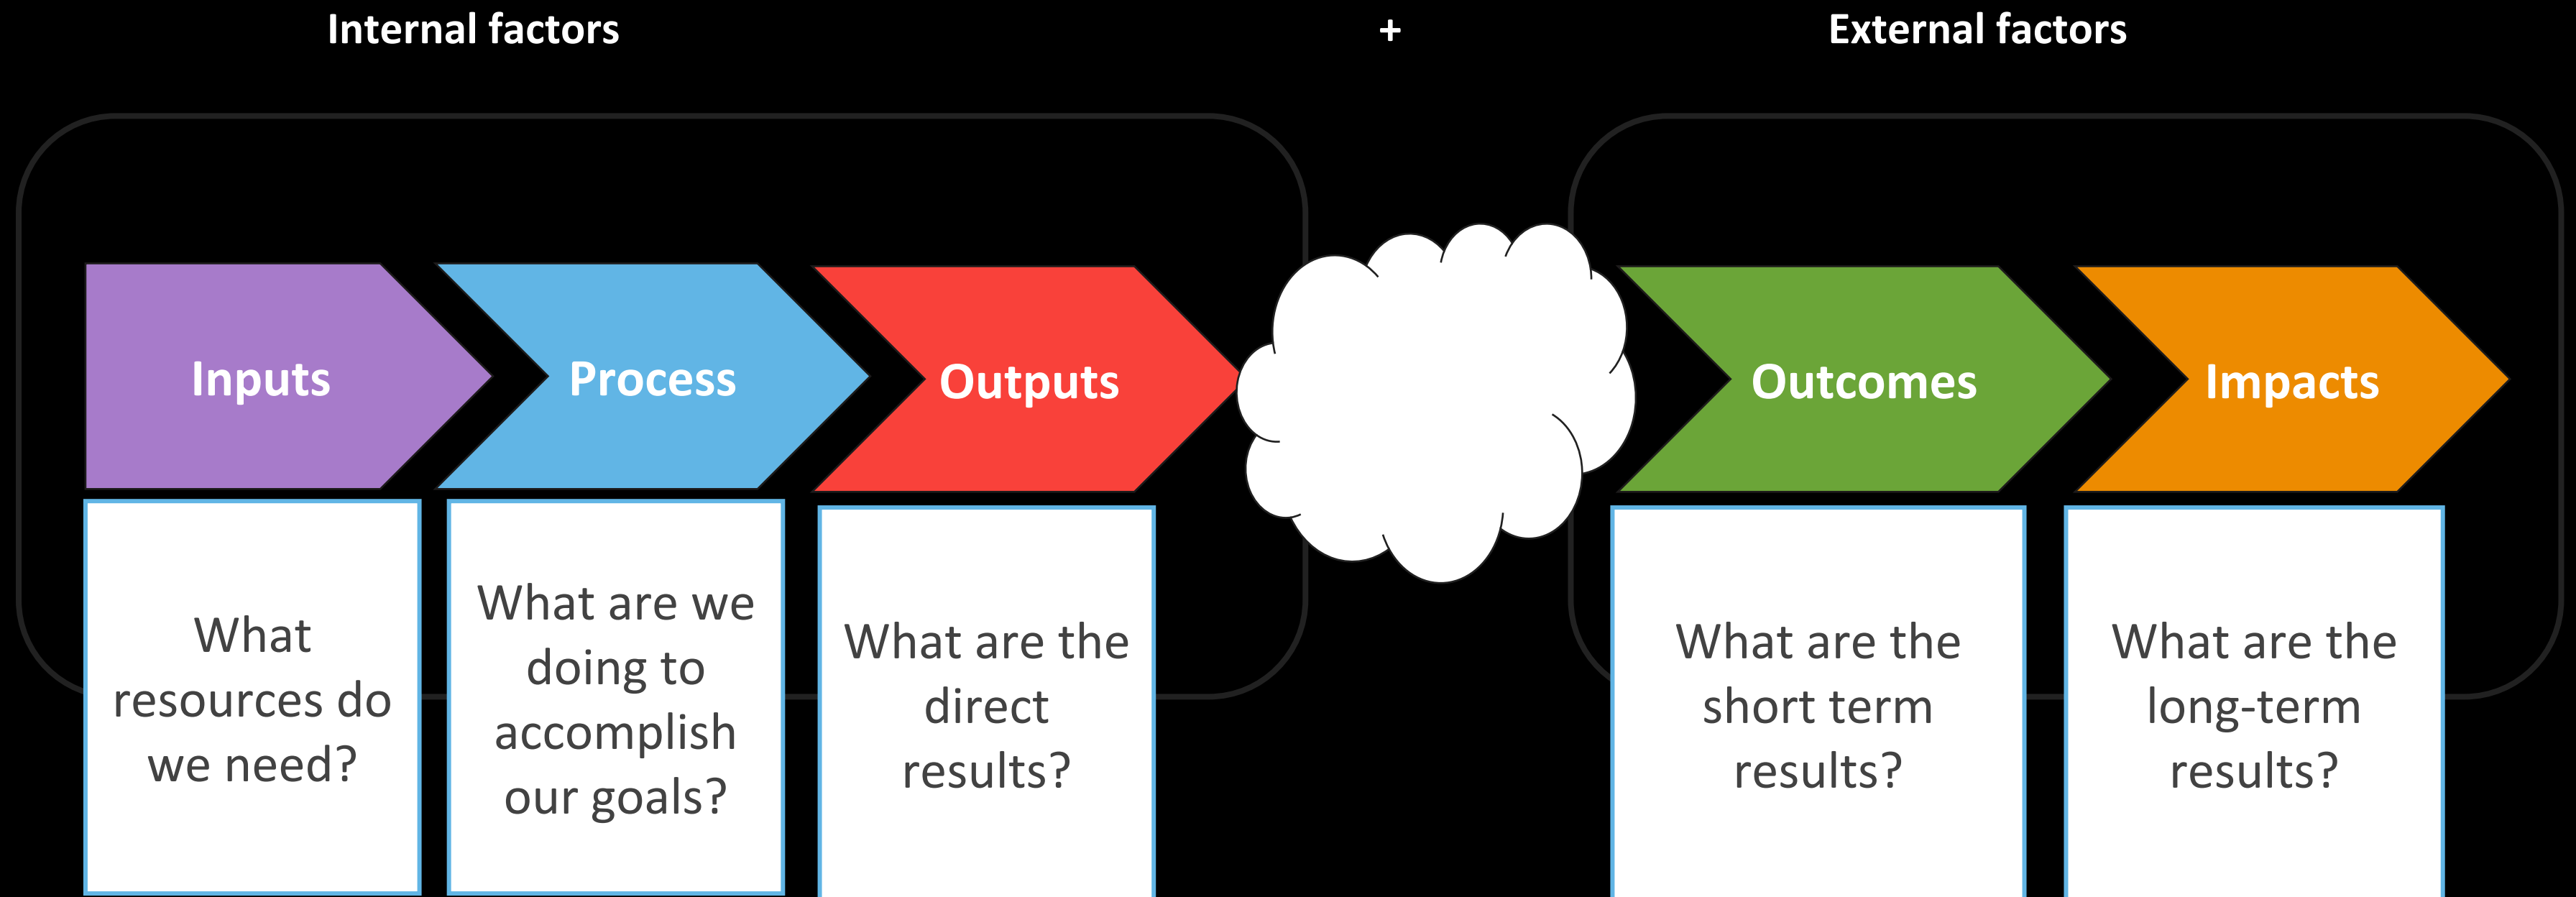 Internal factors
+
External factors
Inputs
Process
Outputs
Outcomes
Impacts
What
resources do
we need?
What are we
doing to
accomplish
our goals?
What are the
direct
results?
What are the
short term
results?
What are the
long-term
results?